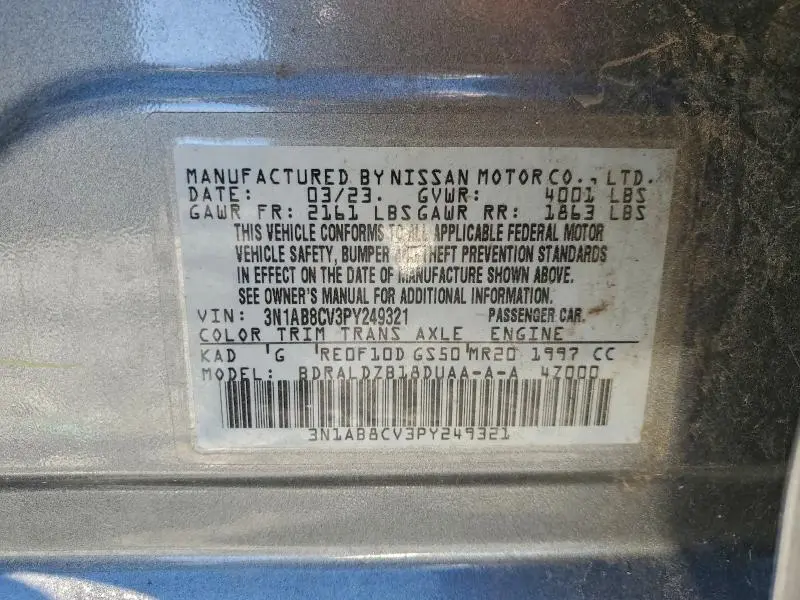 MANUFACTURED BY NISSAN MOTOR CO., LTD.
DATE: 03/23. GVWR: 4001 LBS
GAWR FR: 2161 LBS GAWR RR: 1863 LBS
THIS VEHICLE CONFORMS TO ALL APPLICABLE FEDERAL MOTOR
VEHICLE SAFETY, BUMPER AND THEFT PREVENTION STANDARDS
IN EFFECT ON THE DATE OF MANUFACTURE SHOWN ABOVE.
SEE OWNER'S MANUAL FOR ADDITIONAL INFORMATION.
VIN: 3N1AB8CV3PY249321 PASSENGER CAR.
COLOR TRIM TRANS AXLE ENGINE
KAD G RE0F10D GS50 MR20 1997 CC
MODEL: BDRALDZB18DUAA-A-A 4Z000
3N1AB8CV3PY249321